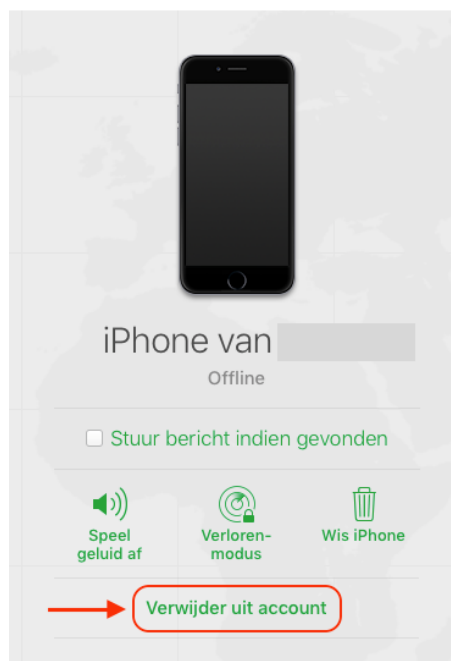 iPhone van
Offline
Stuur bericht indien gevonden
Speel
geluid af
Verloren-
modus
Wis iPhone
Verwijder uit account